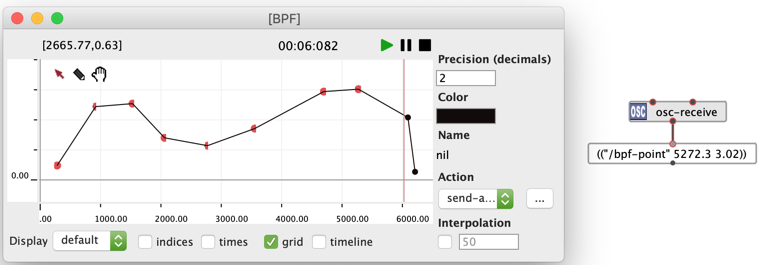 [BPF]
[2665.77,0.63]
00:06:082
Precision (decimals)
2
Color
Name
nil
Action
send-a...
...
Interpolation
50
0.00
.00 1000.00 2000.00 3000.00 4000.00 5000.00 6000.00
Display default indices times grid timeline
OSC osc-receive
(("/bpf-point" 5272.3 3.02))